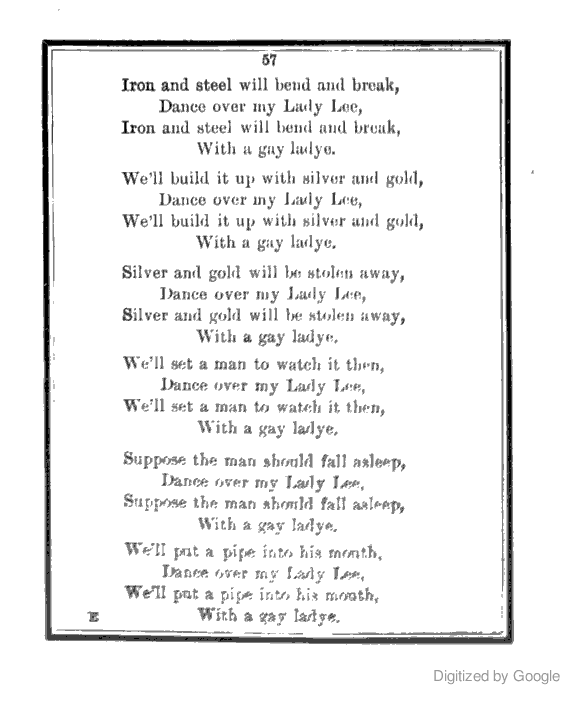 57
Iron and steel will bend and break,
Dance over my Lady Lee,
Iron and steel will bend and break,
With a gay ladye.
We'll build it up with silver and gold,
Dance over my Lady Lee,
We'll build it up with silver and gold,
With a gay ladye.
Silver and gold will be stolen away,
Dance over my Lady Lee,
Silver and gold will be stolen away,
With a gay ladye.
We'll set a man to watch it then,
Dance over my Lady Lee,
We'll set a man to watch it then,
With a gay ladye.
Suppose the man should fall asleep,
Dance over my Lady Lee,
Suppose the man should fall asleep,
With a gay ladye.
We'll put a pipe into his mouth,
Dance over my Lady Lee,
We'll put a pipe into his mouth,
With a gay ladye.
E
Digitized by Google